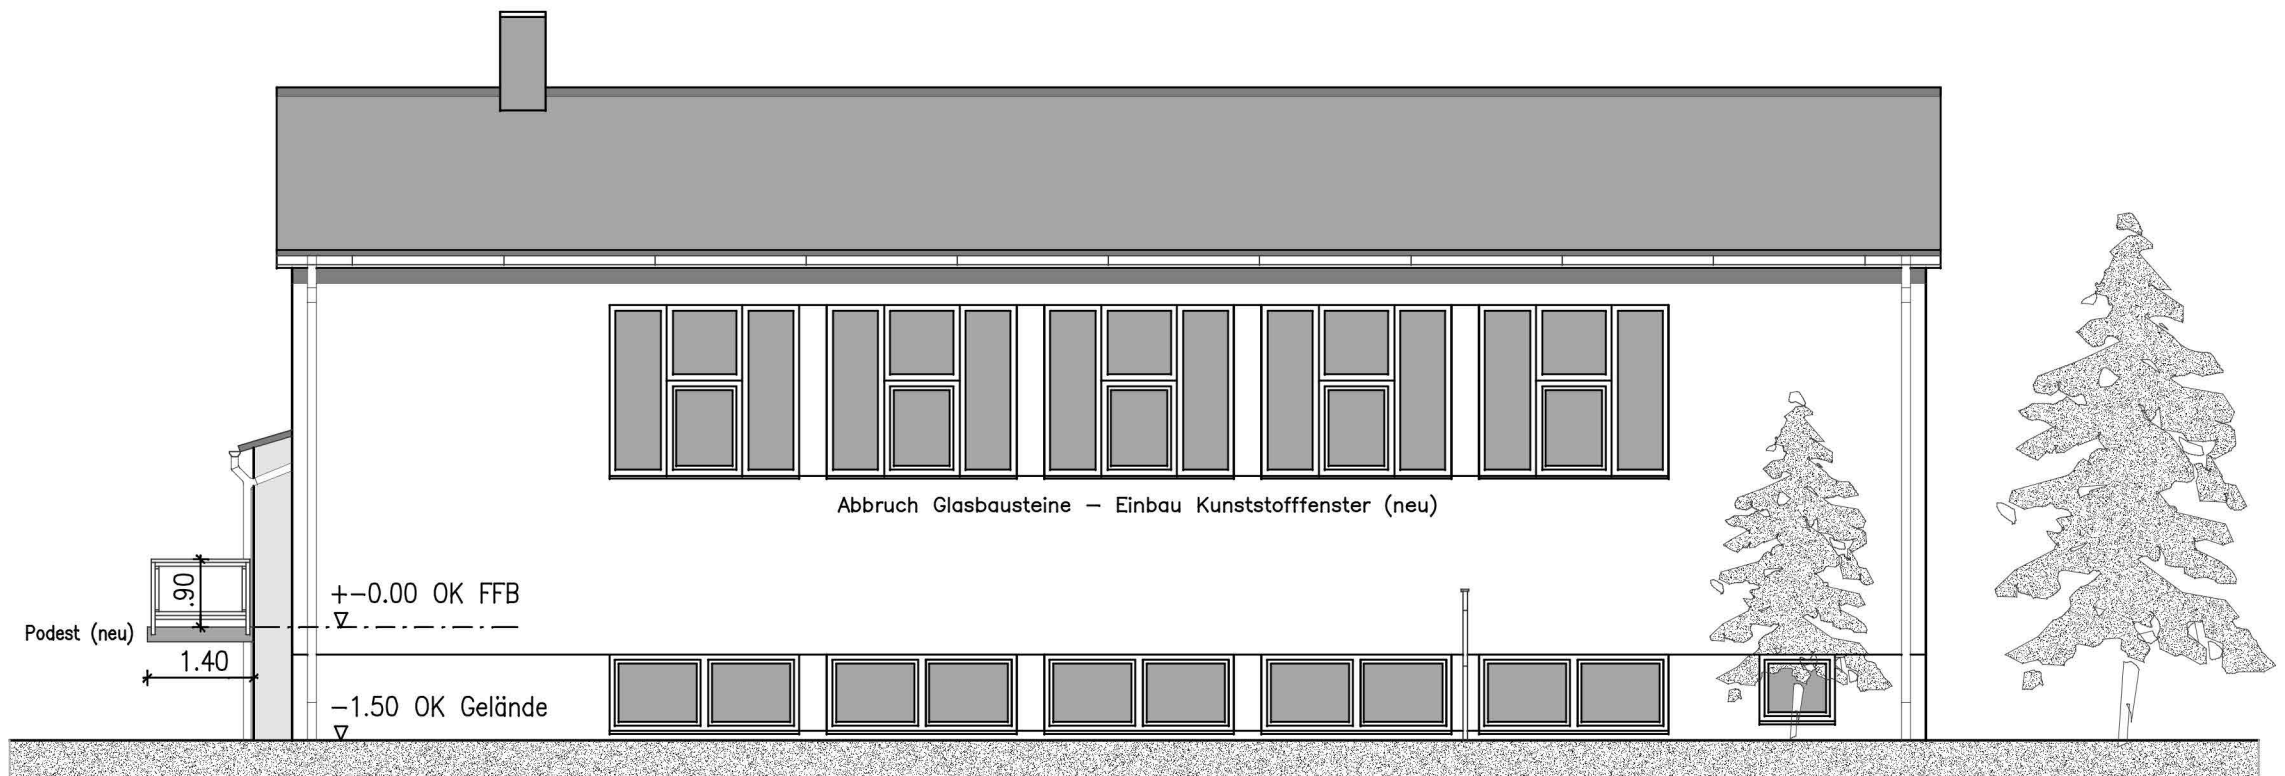 Abbruch Glasbausteine – Einbau Kunststofffenster (neu)
.90
+-0.00 OK FFB
Podest (neu)
1.40
-1.50 OK Gelände